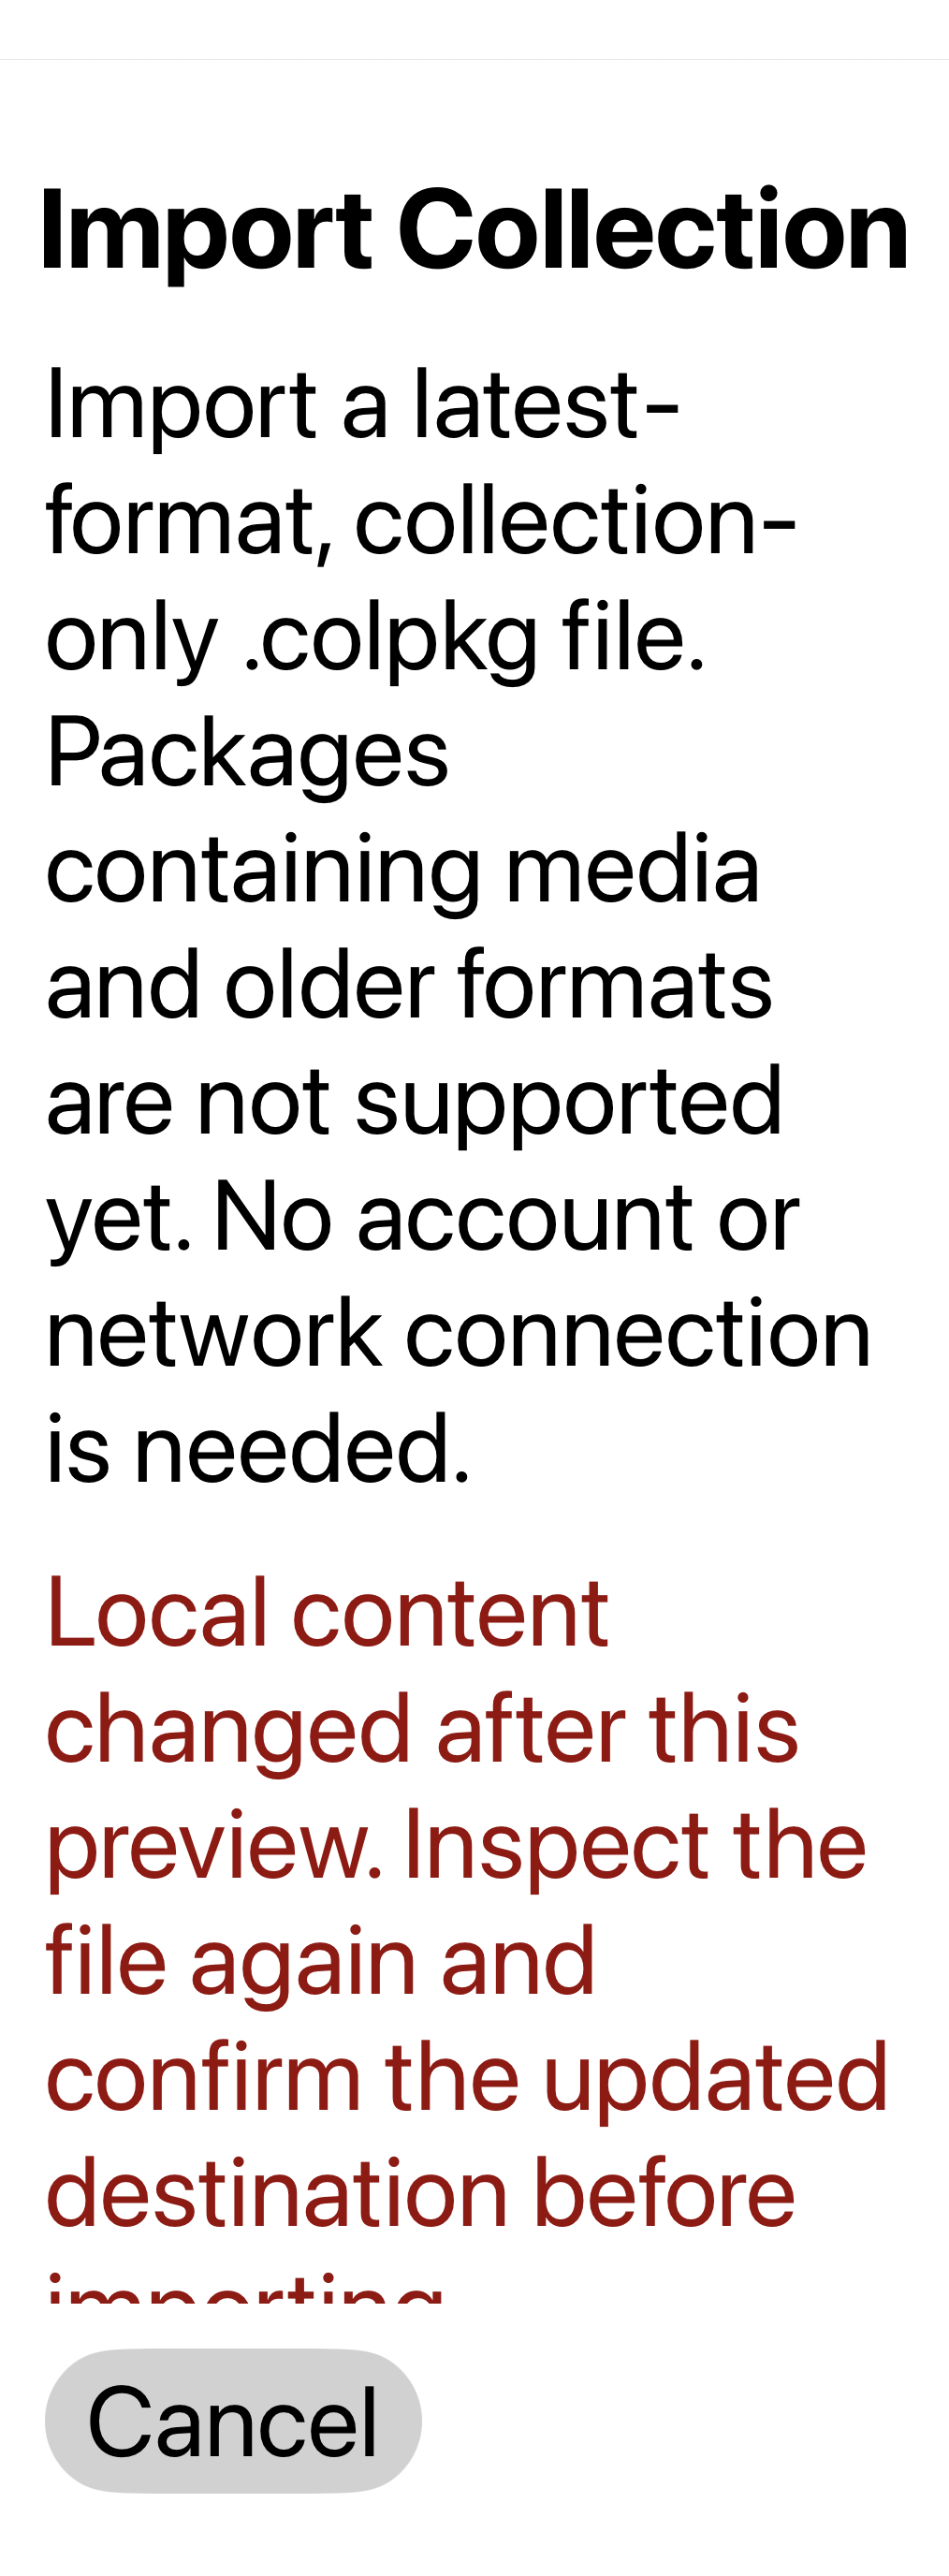 Import Collection
Import a latest-
format, collection-
only .colpkg file.
Packages
containing media
and older formats
are not supported
yet. No account or
network connection
is needed.
Local content
changed after this
preview. Inspect the
file again and
confirm the updated
destination before
importing
Cancel